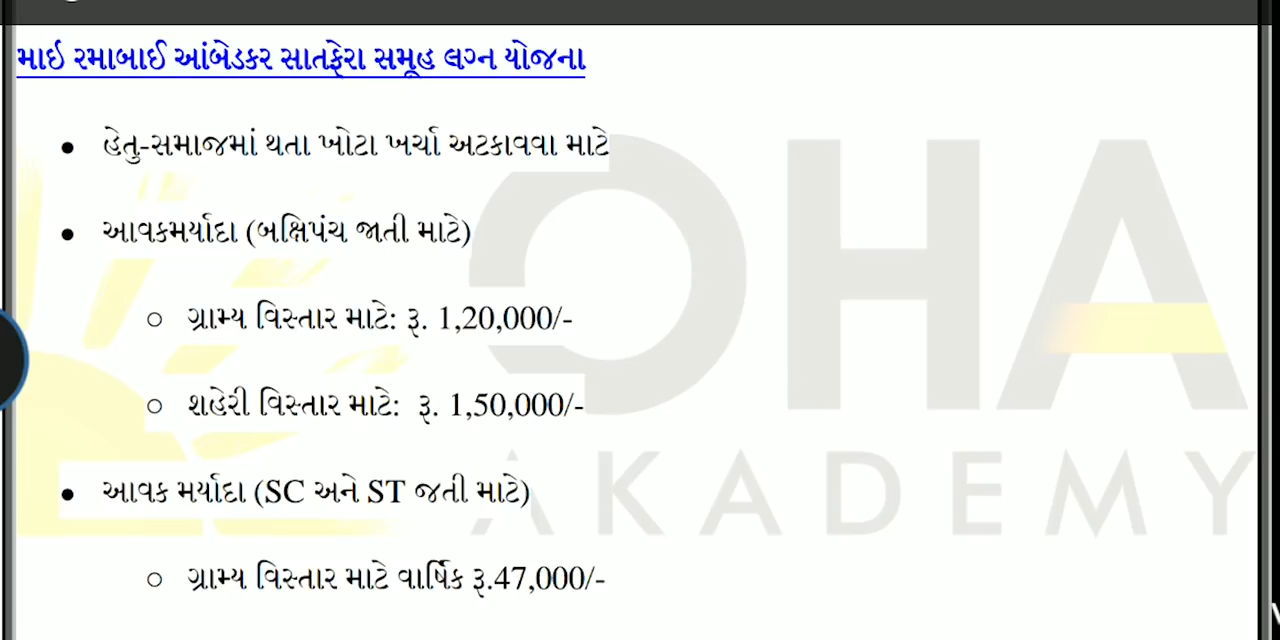 માઈ રમાબાઈ આંબેડકર સાતફેરા સમૂહ લગ્ન યોજના
• હેતુ-સમાજમાં થતા ખોટા ખર્ચા અટકાવવા માટે
• આવકમર્યાદા (બક્ષિપંચ જાતી માટે)
○ ગ્રામ્ય વિસ્તાર માટે: રૂ. 1,20,000/-
○ શહેરી વિસ્તાર માટે: રૂ. 1,50,000/-
• આવક મર્યાદા (SC અને ST જતી માટે)
○ ગ્રામ્ય વિસ્તાર માટે વાર્ષિક રૂ.47,000/-
OHA
AKADEMY